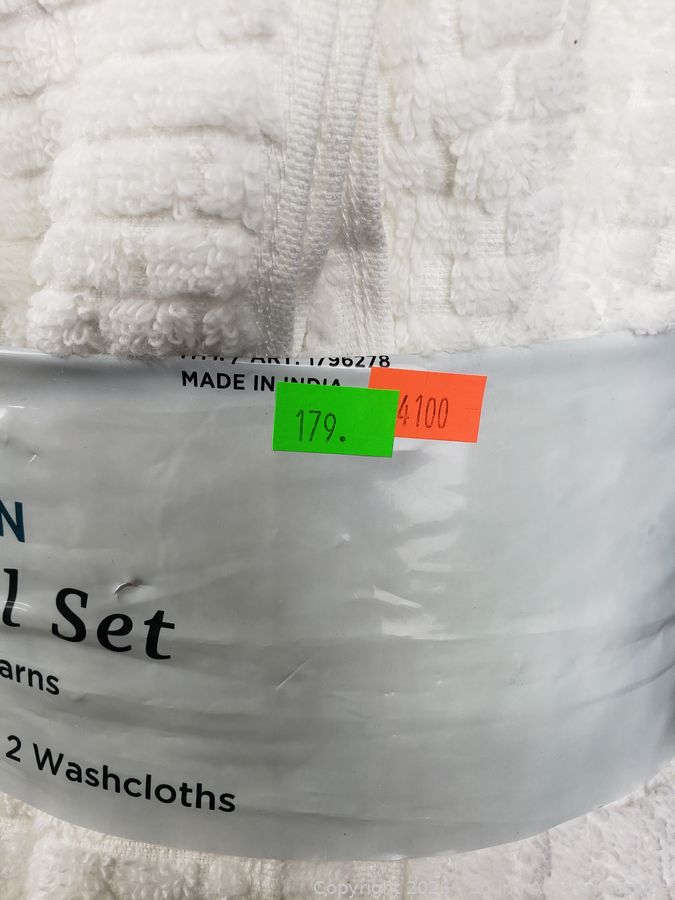 ART. 1796278
MADE IN INDIA
179.
4100
N
l Set
arns
2 Washcloths